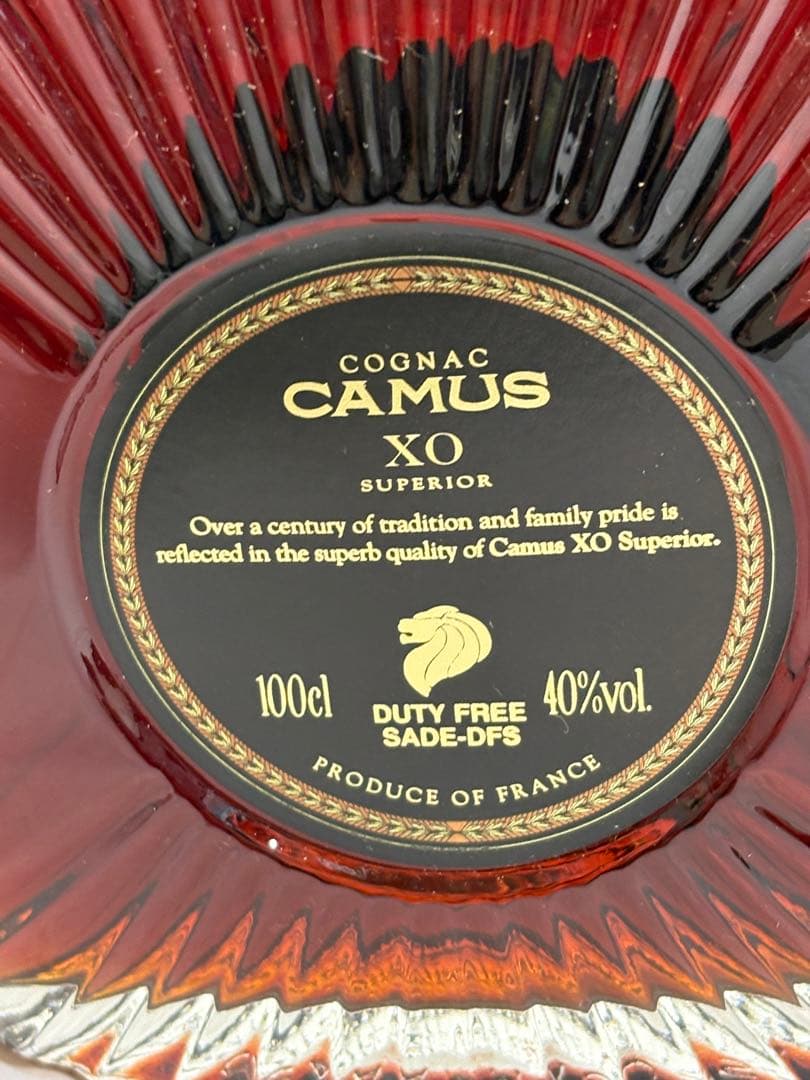 COGNAC
CAMUS
XO
SUPERIOR
Over a century of tradition and family pride is
reflected in the superb quality of Camus XO Superior.
100cl
40%vol.
DUTY FREE
SADE-DFS
PRODUCE OF FRANCE